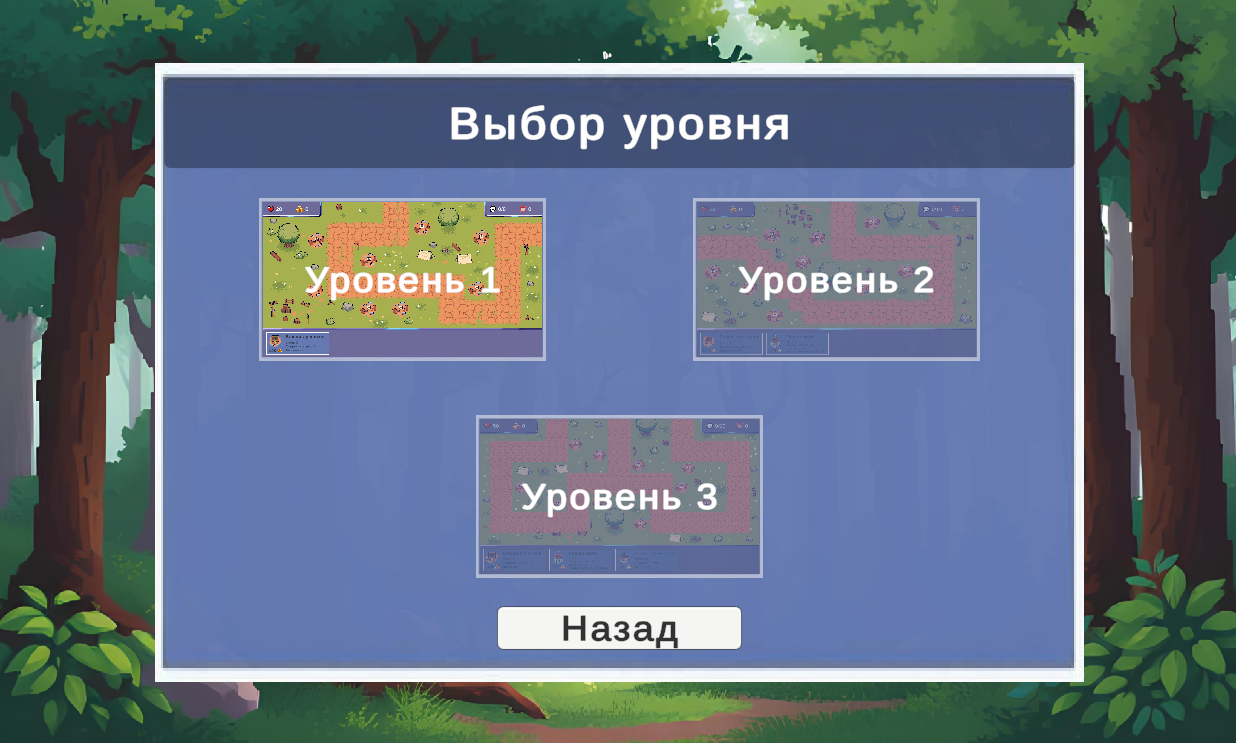 Выбор уровня
Уровень 1
Уровень 2
Уровень 3
Назад